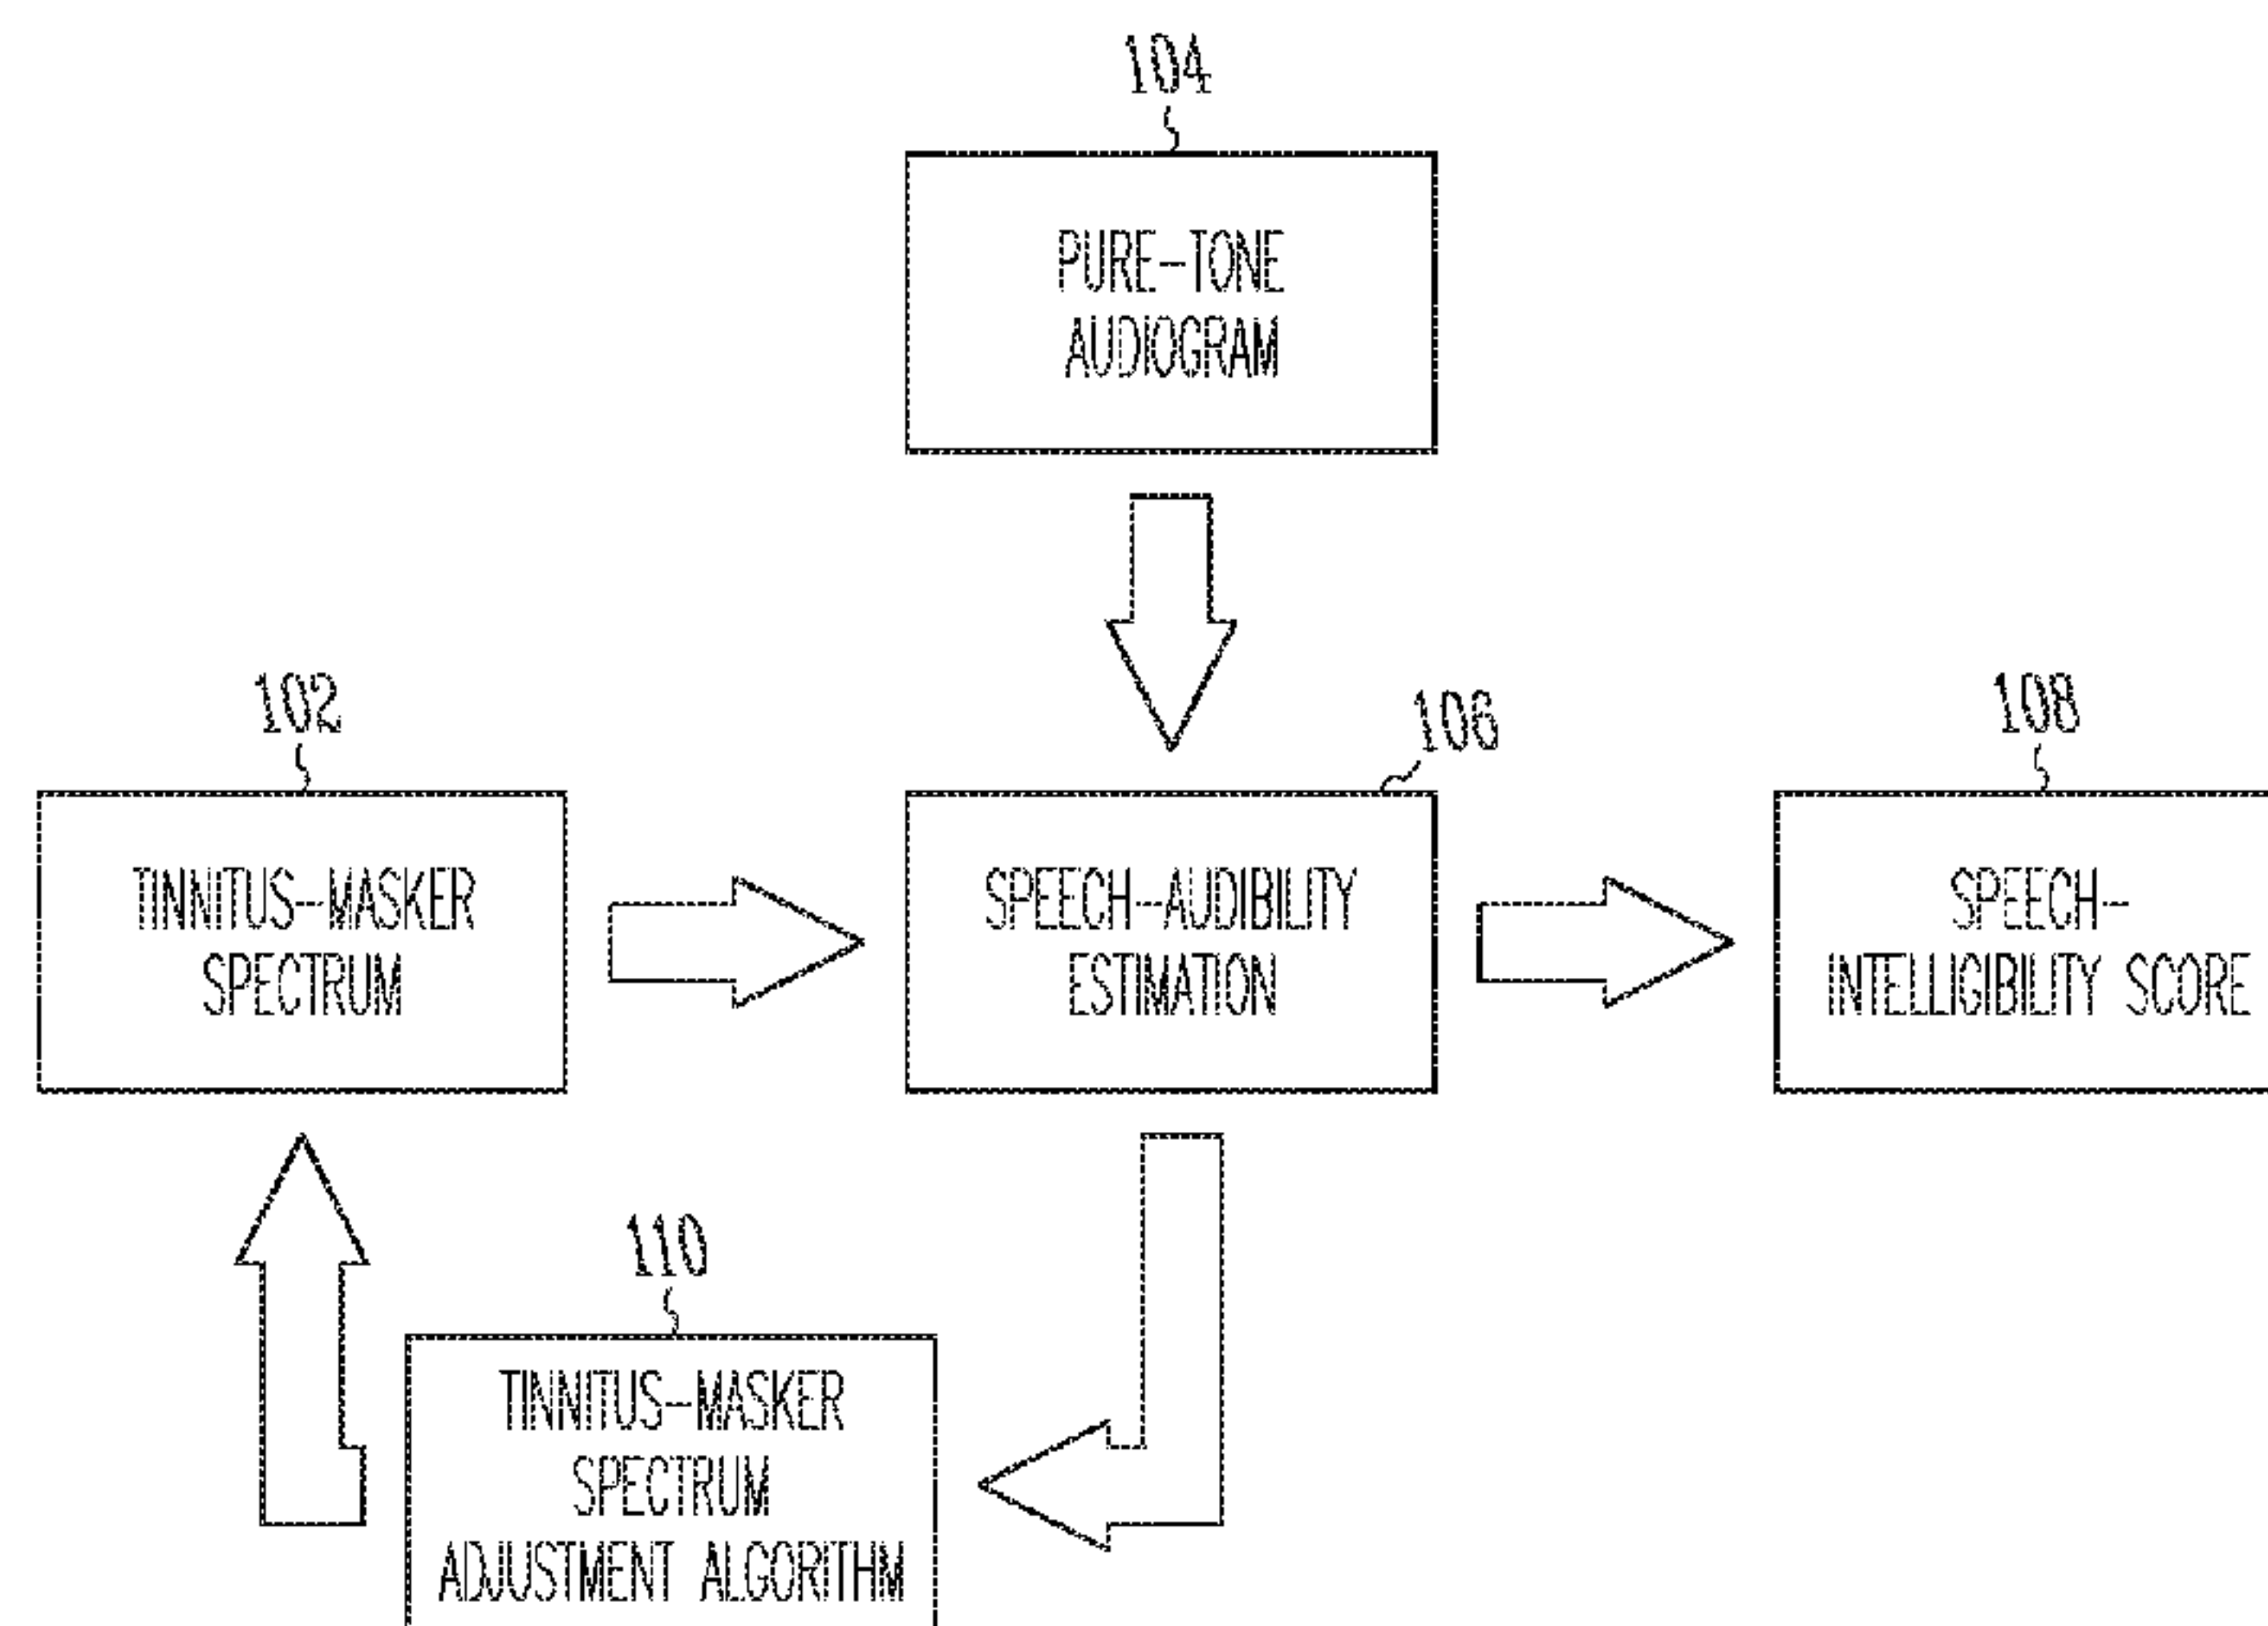 104
PURE-TONE
AUDIOGRAM
102
106
108
TINNITUS-MASKER
SPECTRUM
SPEECH-AUDIBILITY
ESTIMATION
SPEECH-
INTELLIGIBILITY SCORE
110
TINNITUS-MASKER
SPECTRUM
ADJUSTMENT ALGORITHM